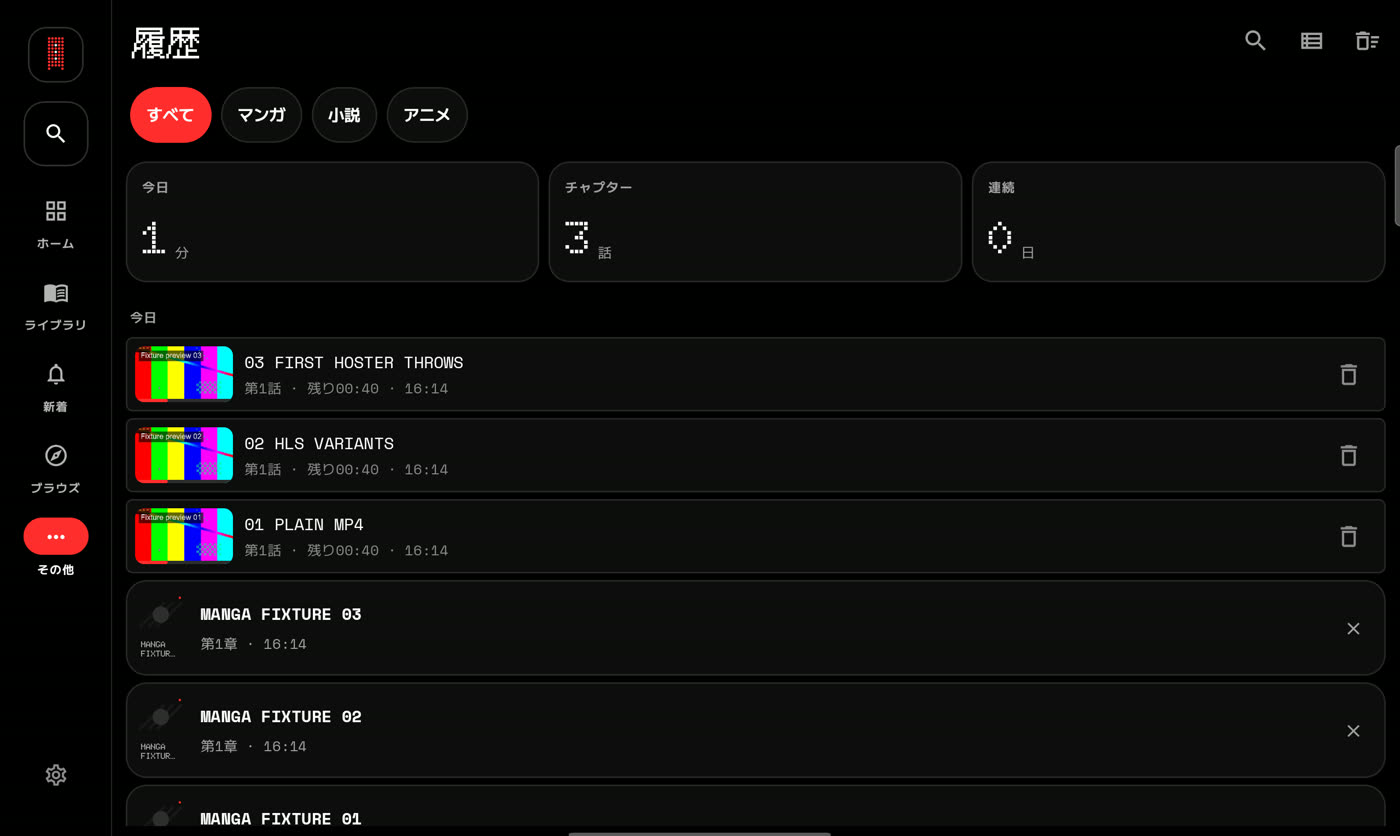 履歴
すべて
マンガ
小説
アニメ
今日
1 分
チャプター
3 話
連続
0 日
ホーム
ライブラリ
新着
ブラウズ
その他
今日
Fixture preview 03
03 FIRST HOSTER THROWS
第1話 · 残り00:40 · 16:14
Fixture preview 02
02 HLS VARIANTS
第1話 · 残り00:40 · 16:14
Fixture preview 01
01 PLAIN MP4
第1話 · 残り00:40 · 16:14
MANGA
FIXTUR…
MANGA FIXTURE 03
第1章 · 16:14
MANGA
FIXTUR…
MANGA FIXTURE 02
第1章 · 16:14
MANGA FIXTURE 01